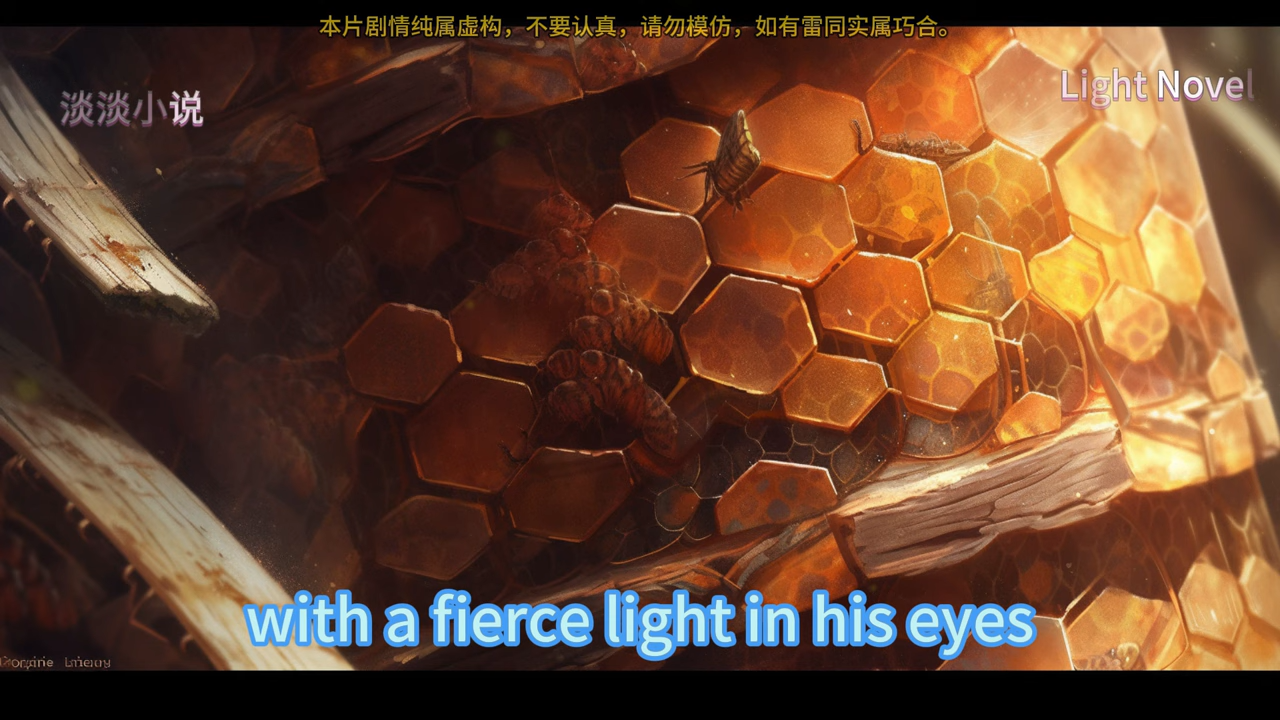 本片剧情纯属虚构，不要认真，请勿模仿，如有雷同实属巧合。
淡淡小说
Light Novel
with a fierce light in his eyes